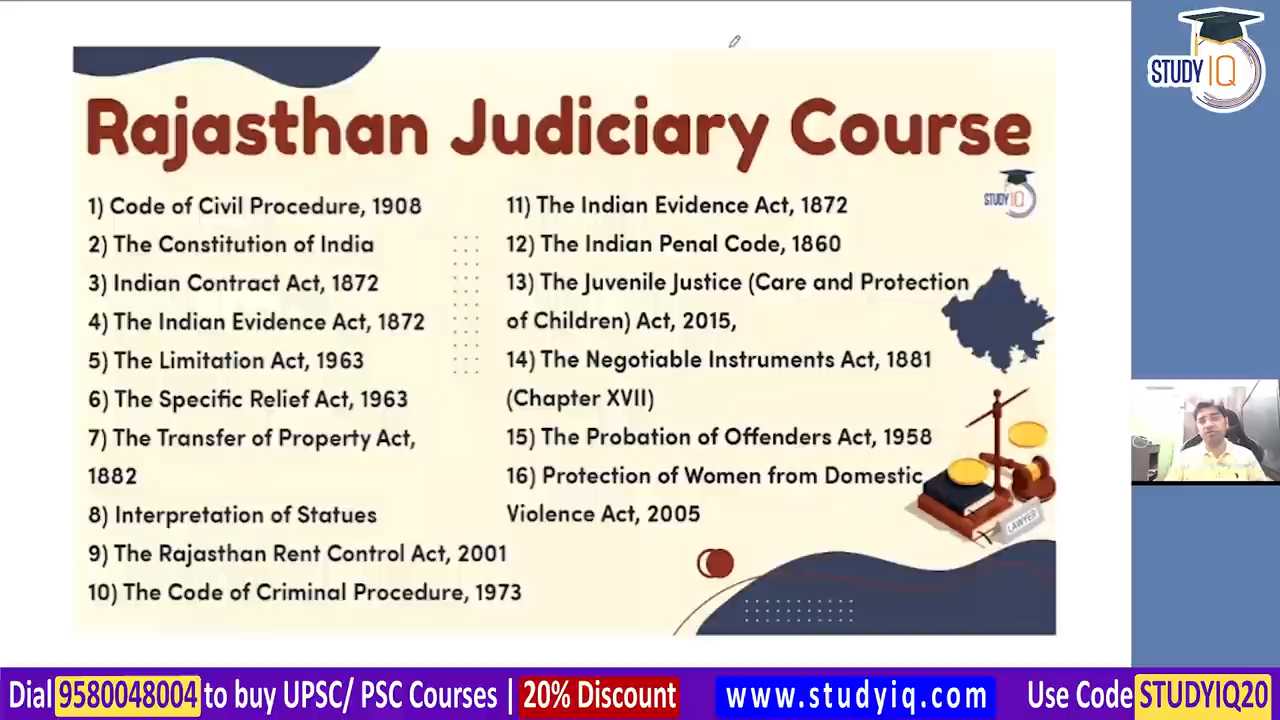 STUDY IQ
Rajasthan Judiciary Course
STUDY IQ
1) Code of Civil Procedure, 1908
2) The Constitution of India
3) Indian Contract Act, 1872
4) The Indian Evidence Act, 1872
5) The Limitation Act, 1963
6) The Specific Relief Act, 1963
7) The Transfer of Property Act,
1882
8) Interpretation of Statues
9) The Rajasthan Rent Control Act, 2001
10) The Code of Criminal Procedure, 1973
11) The Indian Evidence Act, 1872
12) The Indian Penal Code, 1860
13) The Juvenile Justice (Care and Protection
of Children) Act, 2015,
14) The Negotiable Instruments Act, 1881
(Chapter XVII)
15) The Probation of Offenders Act, 1958
16) Protection of Women from Domestic
Violence Act, 2005
LAWYER
Dial 9580048004 to buy UPSC/ PSC Courses | 20% Discount www.studyiq.com Use Code STUDYIQ20